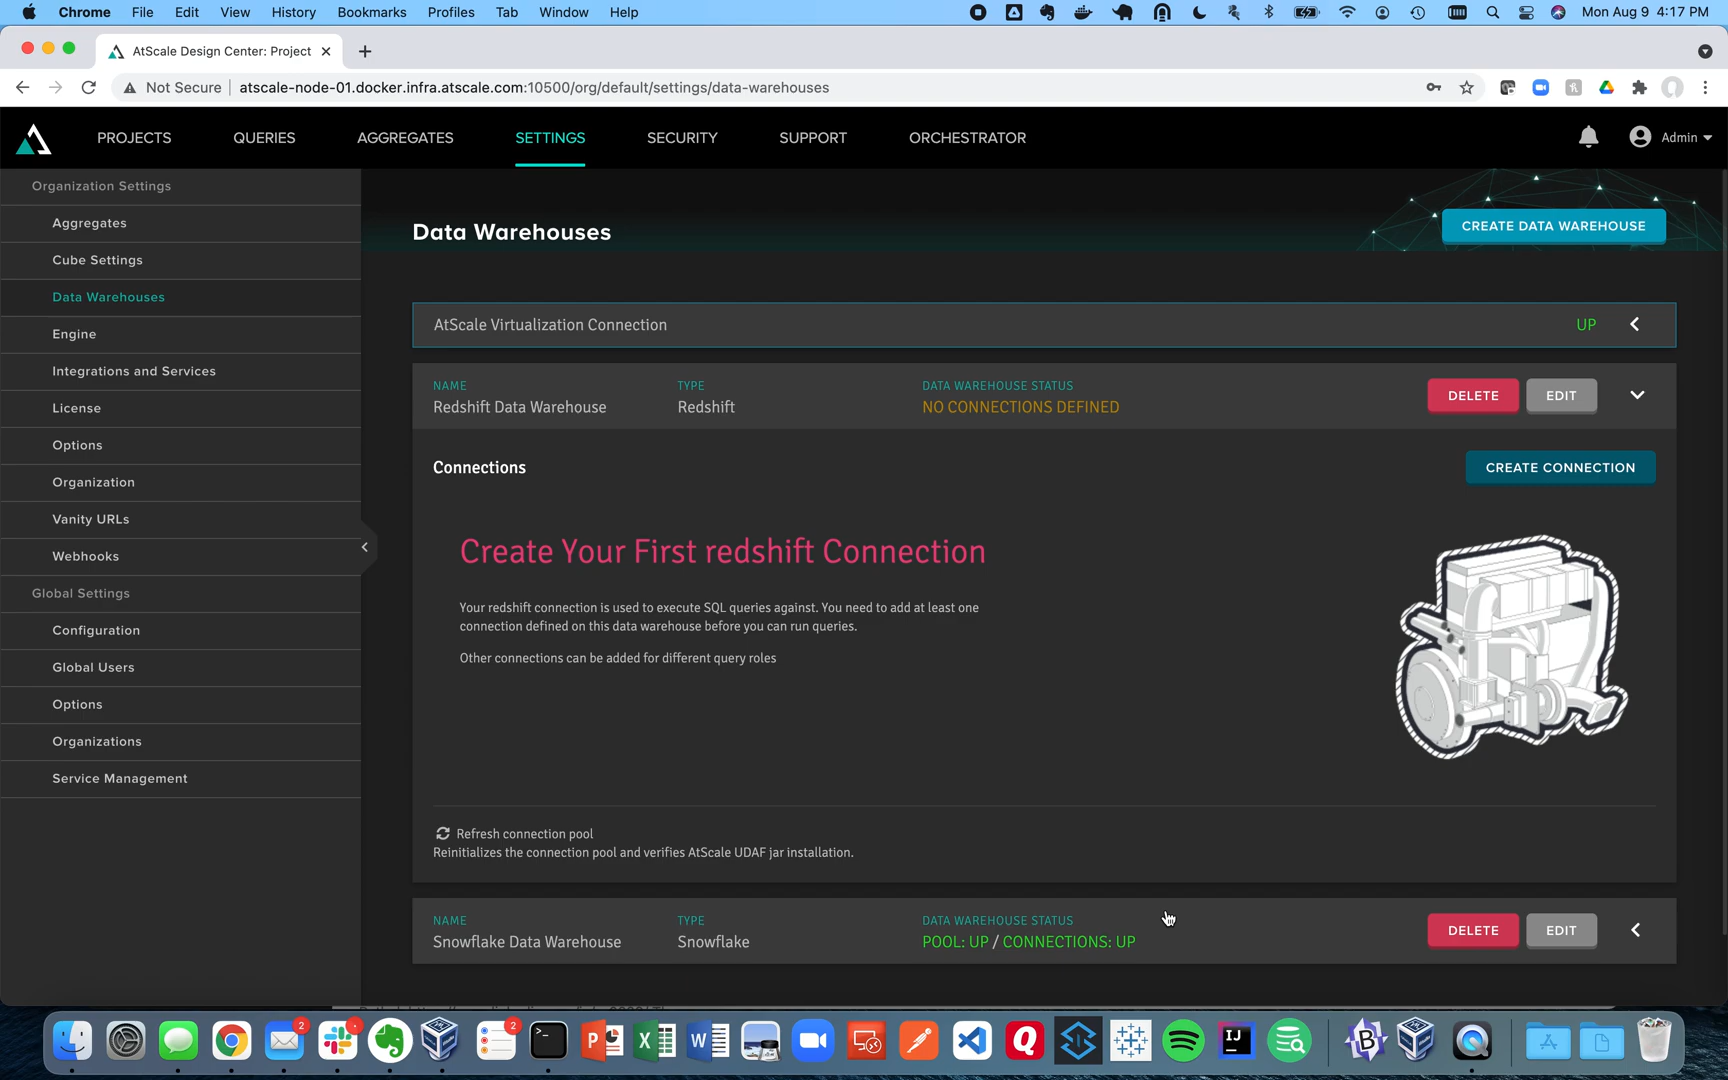 Chrome File Edit View History Bookmarks Profiles Tab Window Help Mon Aug 9 4:17 PM
AtScale Design Center: Project
Not Secure atscale-node-01.docker.infra.atscale.com:10500/org/default/settings/data-warehouses
PROJECTS QUERIES AGGREGATES SETTINGS SECURITY SUPPORT ORCHESTRATOR Admin
Organization Settings
Aggregates
Cube Settings
Data Warehouses
Engine
Integrations and Services
License
Options
Organization
Vanity URLs
Webhooks
Global Settings
Configuration
Global Users
Options
Organizations
Service Management
Data Warehouses
CREATE DATA WAREHOUSE
AtScale Virtualization Connection UP
NAME TYPE DATA WAREHOUSE STATUS
Redshift Data Warehouse Redshift NO CONNECTIONS DEFINED
DELETE EDIT
Connections
CREATE CONNECTION
Create Your First redshift Connection
Your redshift connection is used to execute SQL queries against. You need to add at least one
connection defined on this data warehouse before you can run queries.
Other connections can be added for different query roles
Refresh connection pool
Reinitializes the connection pool and verifies AtScale UDAF jar installation.
NAME TYPE DATA WAREHOUSE STATUS
Snowflake Data Warehouse Snowflake POOL: UP / CONNECTIONS: UP
DELETE EDIT
2
2